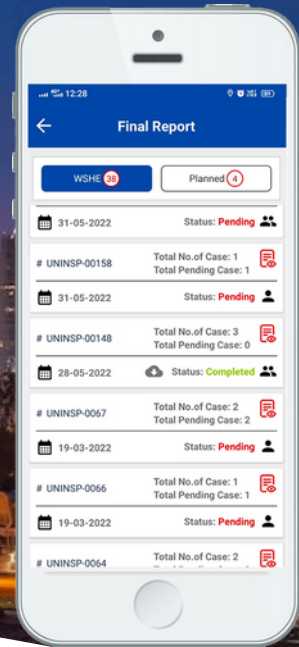 12:28
Final Report
WSHE 38
Planned 4
31-05-2022 Status: Pending
# UNINSP-00158 Total No.of Case: 1
Total Pending Case: 1
31-05-2022 Status: Pending
# UNINSP-00148 Total No.of Case: 3
Total Pending Case: 0
28-05-2022 Status: Completed
# UNINSP-0067 Total No.of Case: 2
Total Pending Case: 2
19-03-2022 Status: Pending
# UNINSP-0066 Total No.of Case: 1
Total Pending Case: 1
19-03-2022 Status: Pending
# UNINSP-0064 Total No.of Case: 2